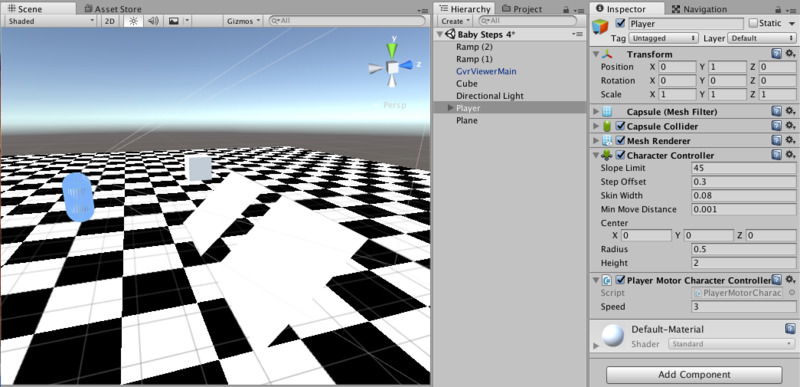 Scene
Asset Store
Shaded
2D
Gizmos
All
y
z
Persp
Hierarchy
Project
Create
All
Baby Steps 4*
Ramp (2)
Ramp (1)
GvrViewerMain
Cube
Directional Light
Player
Plane
Inspector
Navigation
Player
Static
Tag Untagged Layer Default
Transform
Position X 0 Y 1 Z 0
Rotation X 0 Y 0 Z 0
Scale X 1 Y 1 Z 1
Capsule (Mesh Filter)
Capsule Collider
Mesh Renderer
Character Controller
Slope Limit 45
Step Offset 0.3
Skin Width 0.08
Min Move Distance 0.001
Center
X 0 Y 0 Z 0
Radius 0.5
Height 2
Player Motor Character Controller
Script PlayerMotorCharac
Speed 3
Default-Material
Shader Standard
Add Component